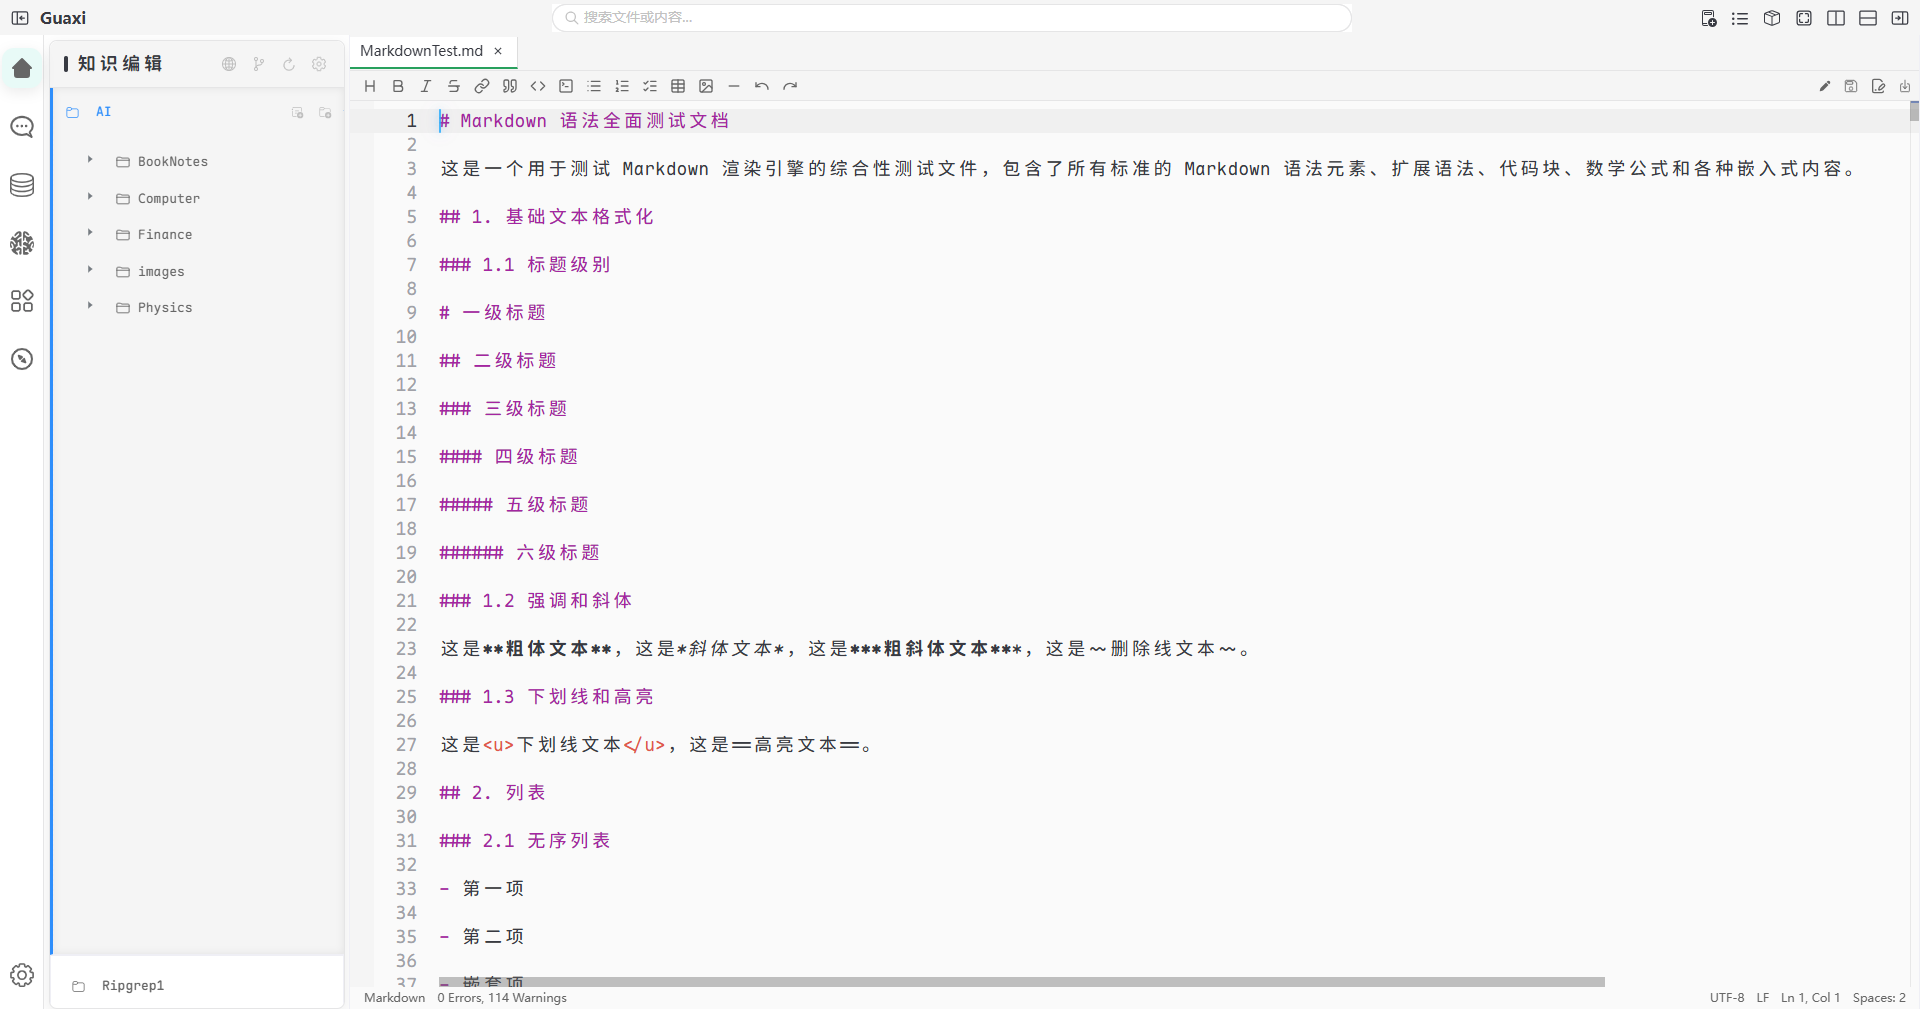 Guaxi
搜索文件或内容...
知识编辑
AI
BookNotes
Computer
Finance
images
Physics
Ripgrep1
MarkdownTest.md ×
1 # Markdown 语法全面测试文档
2
3 这是一个用于测试 Markdown 渲染引擎的综合性测试文件，包含了所有标准的 Markdown 语法元素、扩展语法、代码块、数学公式和各种嵌入式内容。
4
5 ## 1. 基础文本格式化
6
7 ### 1.1 标题级别
8
9 # 一级标题
10
11 ## 二级标题
12
13 ### 三级标题
14
15 #### 四级标题
16
17 ##### 五级标题
18
19 ###### 六级标题
20
21 ### 1.2 强调和斜体
22
23 这是**粗体文本**，这是*斜体文本*，这是***粗斜体文本***，这是~~删除线文本~~。
24
25 ### 1.3 下划线和高亮
26
27 这是<u>下划线文本</u>，这是==高亮文本==。
28
29 ## 2. 列表
30
31 ### 2.1 无序列表
32
33 - 第一项
34
35 - 第二项
36
37 - 嵌套项
Markdown 0 Errors, 114 Warnings
UTF-8 LF Ln 1, Col 1 Spaces: 2